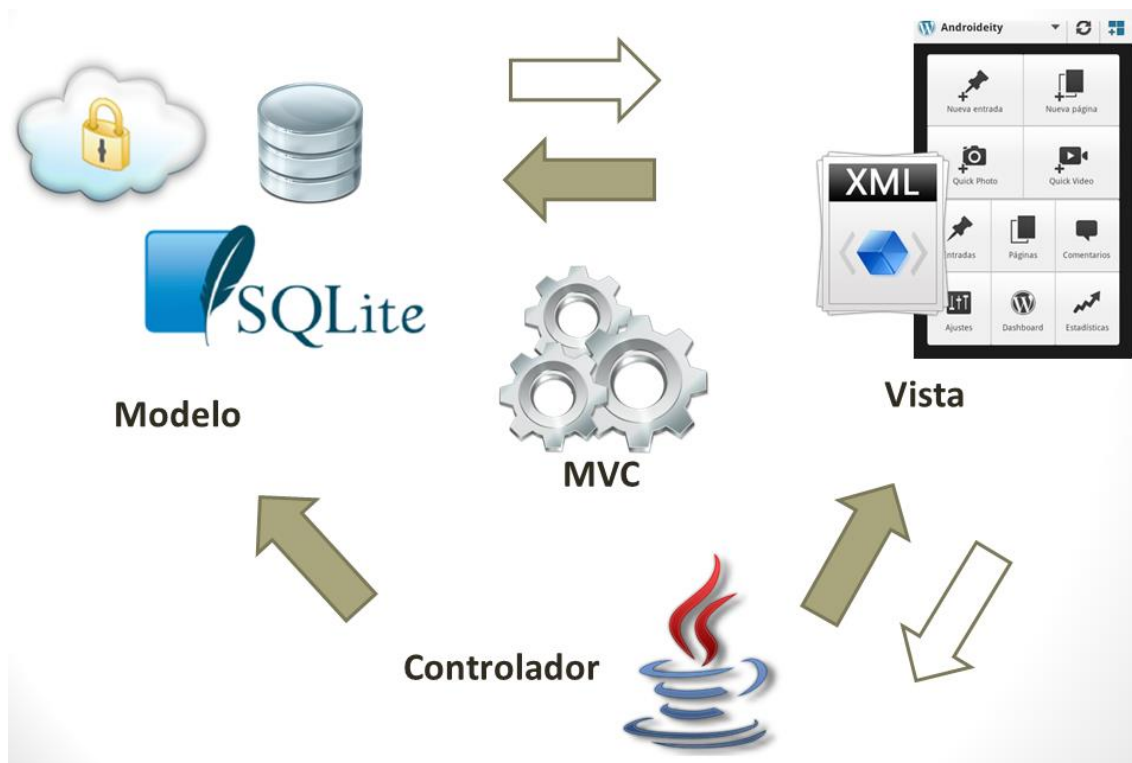 Androideity
Nueva entrada
Nueva página
Quick Photo
Quick Video
XML
Entradas
Páginas
Comentarios
Ajustes
Dashboard
Estadísticas
SQLite
Modelo
Vista
MVC
Controlador